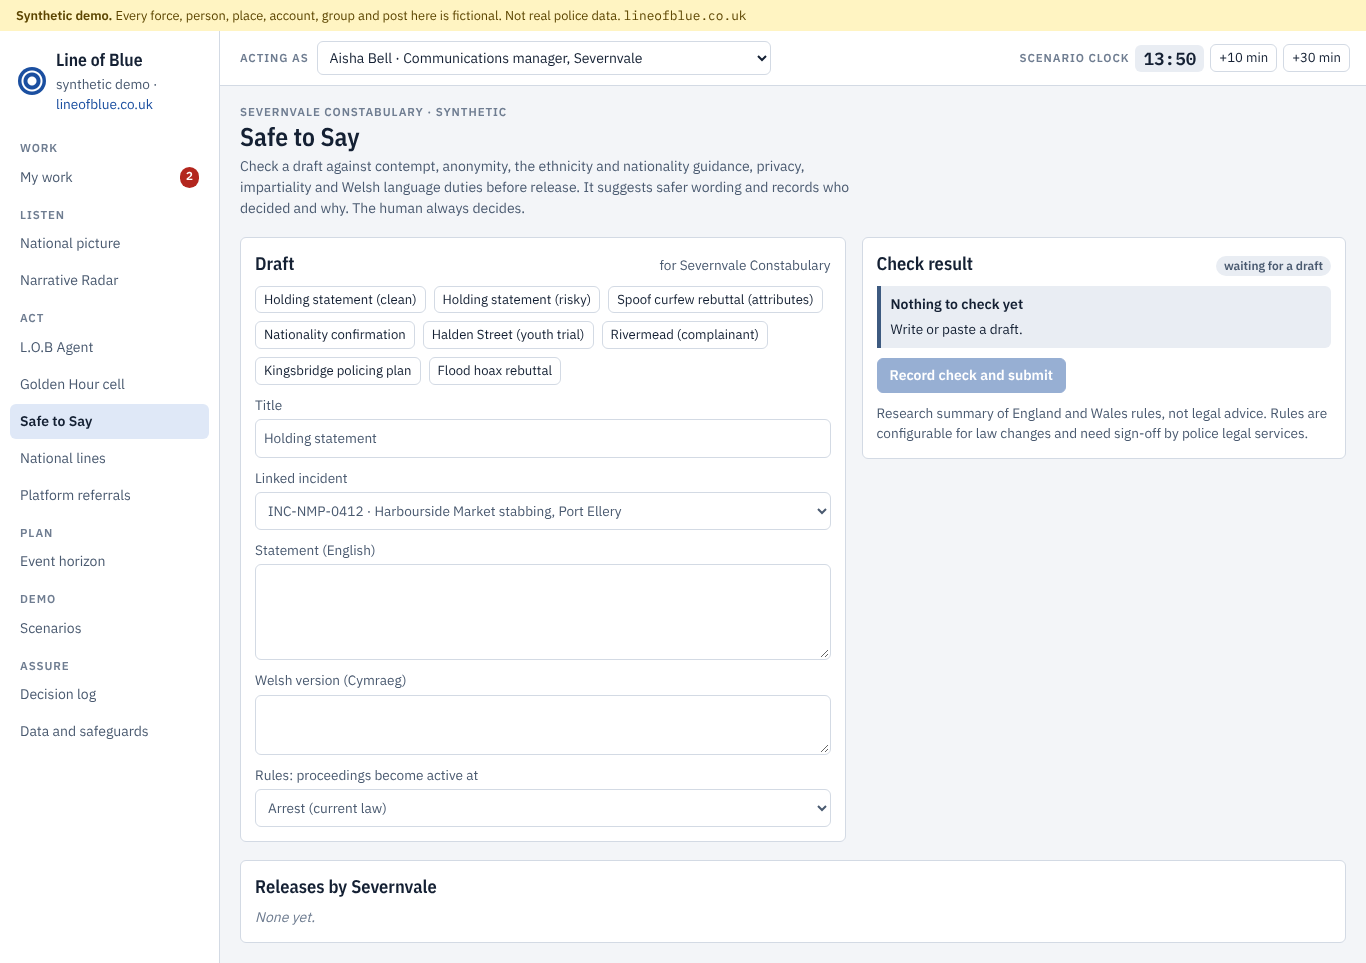 Synthetic demo. Every force, person, place, account, group and post here is fictional. Not real police data. lineofblue.co.uk
Line of Blue
synthetic demo ·
lineofblue.co.uk
WORK
My work 2
LISTEN
National picture
Narrative Radar
ACT
L.O.B Agent
Golden Hour cell
Safe to Say
National lines
Platform referrals
PLAN
Event horizon
DEMO
Scenarios
ASSURE
Decision log
Data and safeguards
ACTING AS Aisha Bell · Communications manager, Severnvale
SCENARIO CLOCK 13:50 +10 min +30 min
SEVERNVALE CONSTABULARY · SYNTHETIC
Safe to Say
Check a draft against contempt, anonymity, the ethnicity and nationality guidance, privacy,
impartiality and Welsh language duties before release. It suggests safer wording and records who
decided and why. The human always decides.
Draft for Severnvale Constabulary
Holding statement (clean) Holding statement (risky) Spoof curfew rebuttal (attributes)
Nationality confirmation Halden Street (youth trial) Rivermead (complainant)
Kingsbridge policing plan Flood hoax rebuttal
Title
Holding statement
Linked incident
INC-NMP-0412 · Harbourside Market stabbing, Port Ellery
Statement (English)
Welsh version (Cymraeg)
Rules: proceedings become active at
Arrest (current law)
Check result waiting for a draft
Nothing to check yet
Write or paste a draft.
Record check and submit
Research summary of England and Wales rules, not legal advice. Rules are
configurable for law changes and need sign-off by police legal services.
Releases by Severnvale
None yet.